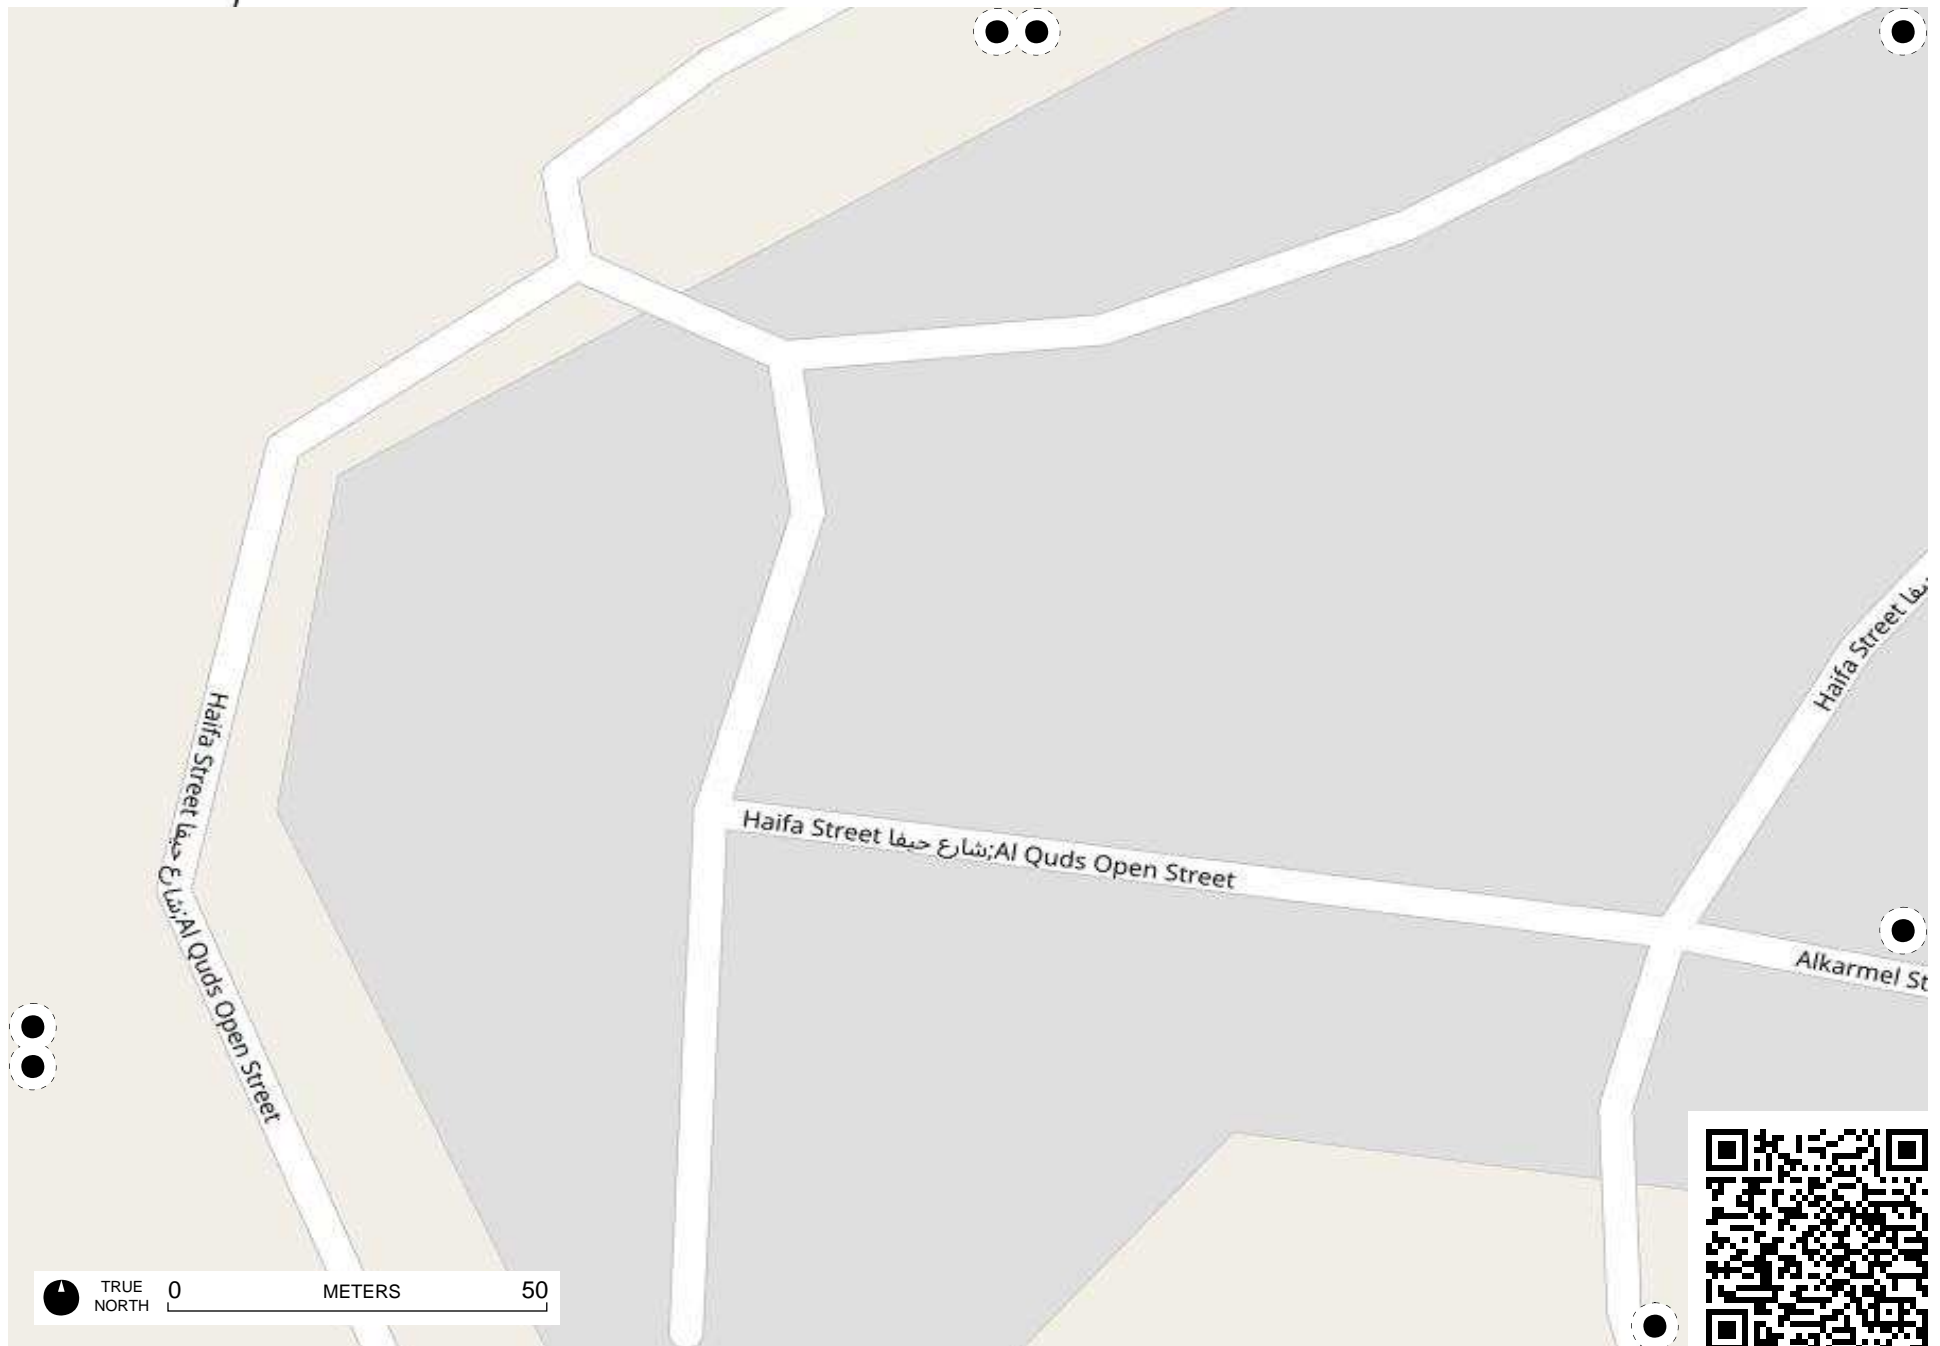 Haifa Street حيفا
Haifa Street شارع حيفا;Al Quds Open Street
Haifa Street شارع حيفا;Al Quds Open Street
Alkarmel St
TRUE
NORTH
0 METERS 50